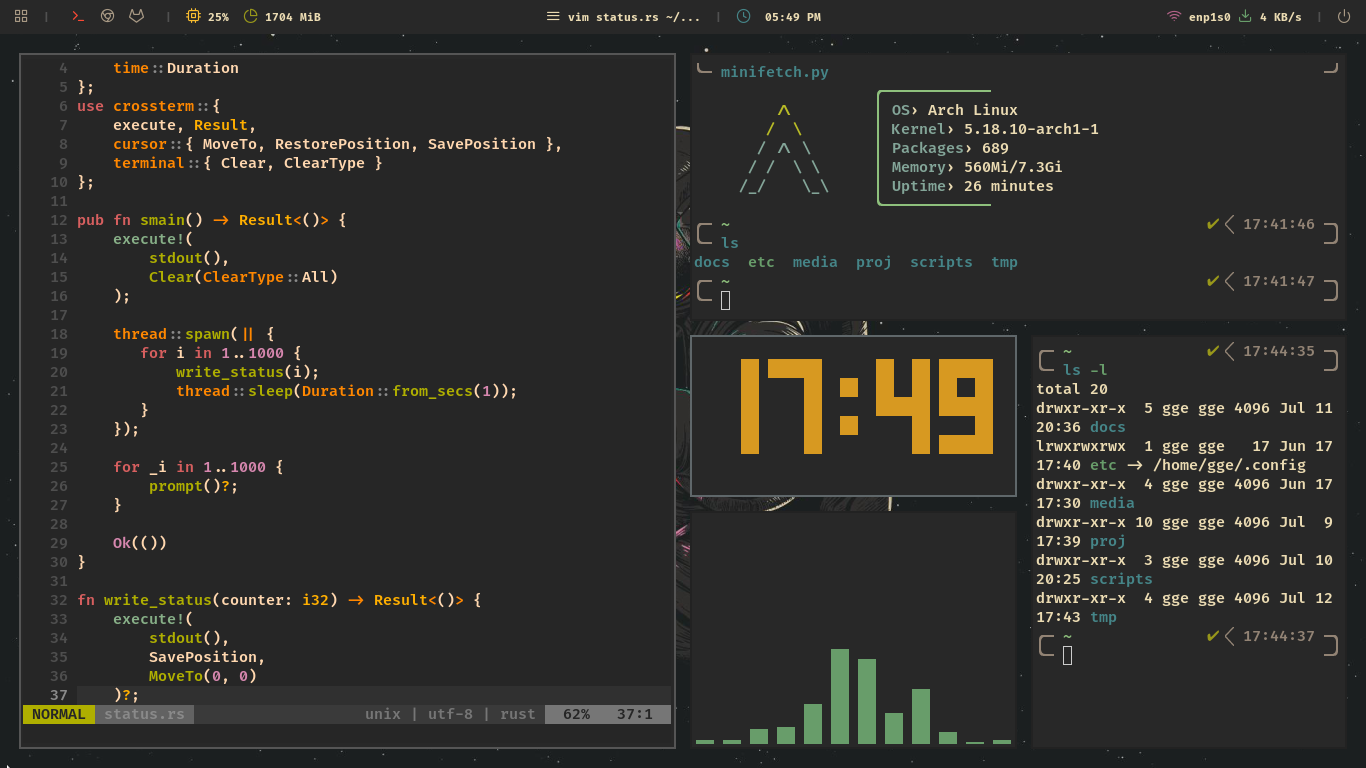 25% 1704 MiB vim status.rs ~/... 05:49 PM enp1s0 4 KB/s
4     time::Duration
5 };
6 use crossterm::{
7     execute, Result,
8     cursor::{ MoveTo, RestorePosition, SavePosition },
9     terminal::{ Clear, ClearType }
10 };
11
12 pub fn smain() -> Result<()> {
13     execute!(
14         stdout(),
15         Clear(ClearType::All)
16     );
17
18     thread::spawn(|| {
19        for i in 1..1000 {
20            write_status(i);
21            thread::sleep(Duration::from_secs(1));
22        }
23     });
24
25     for _i in 1..1000 {
26         prompt()?;
27     }
28
29     Ok(())
30 }
31
32 fn write_status(counter: i32) -> Result<()> {
33     execute!(
34         stdout(),
35         SavePosition,
36         MoveTo(0, 0)
37     )?;
NORMAL status.rs unix | utf-8 | rust 62% 37:1
minifetch.py
OS› Arch Linux
Kernel› 5.18.10-arch1-1
Packages› 689
Memory› 560Mi/7.3Gi
Uptime› 26 minutes
~ ✔ 17:41:46
ls
docs etc media proj scripts tmp
~ ✔ 17:41:47
17:49
~ ✔ 17:44:35
ls -l
total 20
drwxr-xr-x  5 gge gge 4096 Jul 11
20:36 docs
lrwxrwxrwx  1 gge gge   17 Jun 17
17:40 etc -> /home/gge/.config
drwxr-xr-x  4 gge gge 4096 Jun 17
17:30 media
drwxr-xr-x 10 gge gge 4096 Jul  9
17:39 proj
drwxr-xr-x  3 gge gge 4096 Jul 10
20:25 scripts
drwxr-xr-x  4 gge gge 4096 Jul 12
17:43 tmp
~ ✔ 17:44:37